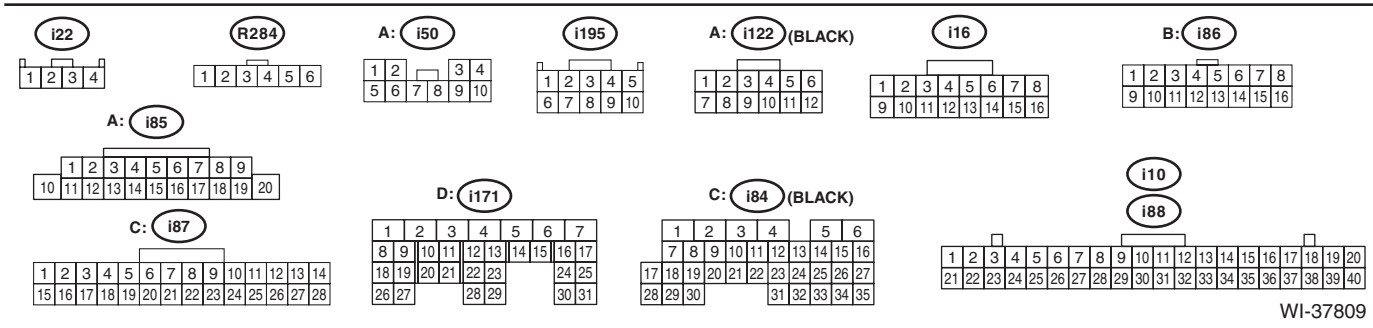 i22
1 2 3 4
R284
1 2 3 4 5 6
A: i50
1 2 3 4
5 6 7 8 9 10
i195
1 2 3 4 5
6 7 8 9 10
A: i122 (BLACK)
1 2 3 4 5 6
7 8 9 10 11 12
i16
1 2 3 4 5 6 7 8
9 10 11 12 13 14 15 16
B: i86
1 2 3 4 5 6 7 8
9 10 11 12 13 14 15 16
A: i85
1 2 3 4 5 6 7 8 9
10 11 12 13 14 15 16 17 18 19 20
C: i87
1 2 3 4 5 6 7 8 9 10 11 12 13 14
15 16 17 18 19 20 21 22 23 24 25 26 27 28
D: i171
1 2 3 4 5 6 7
8 9 10 11 12 13 14 15 16 17
18 19 20 21 22 23 24 25
26 27 28 29 30 31
C: i84 (BLACK)
1 2 3 4 5 6
7 8 9 10 11 12 13 14 15 16
17 18 19 20 21 22 23 24 25 26 27
28 29 30 31 32 33 34 35
i10
i88
1 2 3 4 5 6 7 8 9 10 11 12 13 14 15 16 17 18 19 20
21 22 23 24 25 26 27 28 29 30 31 32 33 34 35 36 37 38 39 40
WI-37809